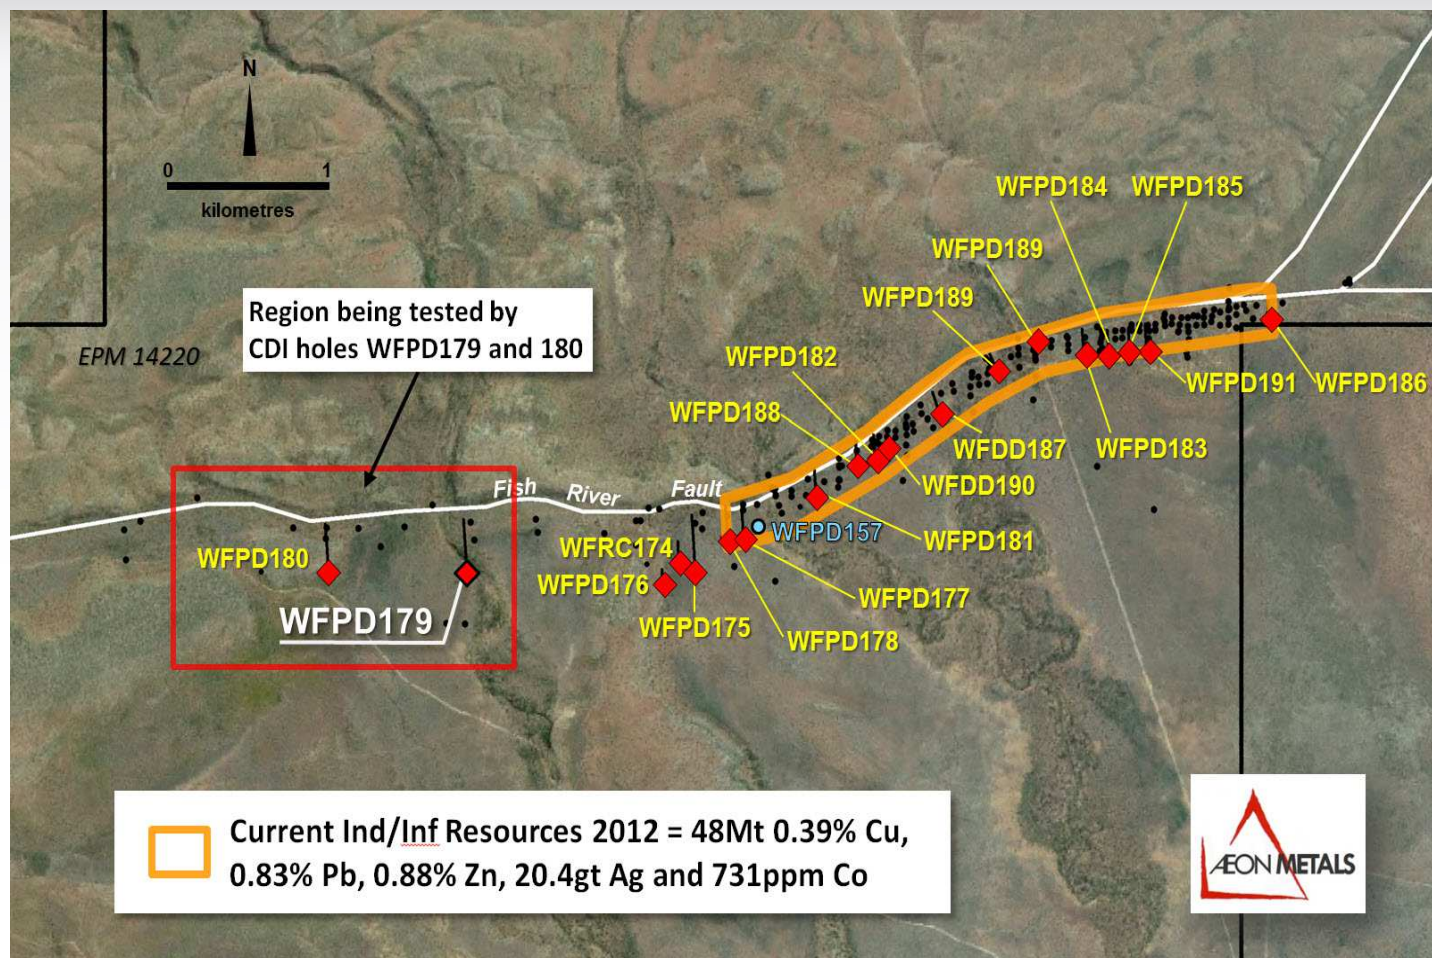 N
0 1
kilometres
WFPD184 WFPD185
WFPD189
WFPD189
Region being tested by
CDI holes WFPD179 and 180
EPM 14220
WFPD182
WFPD191
WFPD186
WFPD188
WFDD187
WFPD183
WFDD190
Fish River Fault
WFPD157
WFPD181
WFRC174
WFPD180
WFPD176
WFPD177
WFPD179
WFPD175
WFPD178
Current Ind/Inf Resources 2012 = 48Mt 0.39% Cu,
0.83% Pb, 0.88% Zn, 20.4gt Ag and 731ppm Co
ÆON METALS